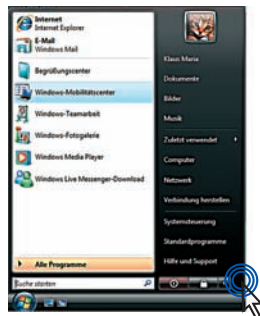 Internet
Internet Explorer
E-Mail
Windows Mail
Begrüßungscenter
Windows-Mobilitätscenter
Windows-Teamarbeit
Windows-Fotogalerie
Windows Media Player
Windows Live Messenger-Download
Alle Programme
Suche starten
Klaus Maria
Dokumente
Bilder
Musik
Zuletzt verwendet
Computer
Netzwerk
Verbindung herstellen
Systemsteuerung
Standardprogramme
Hilfe und Support